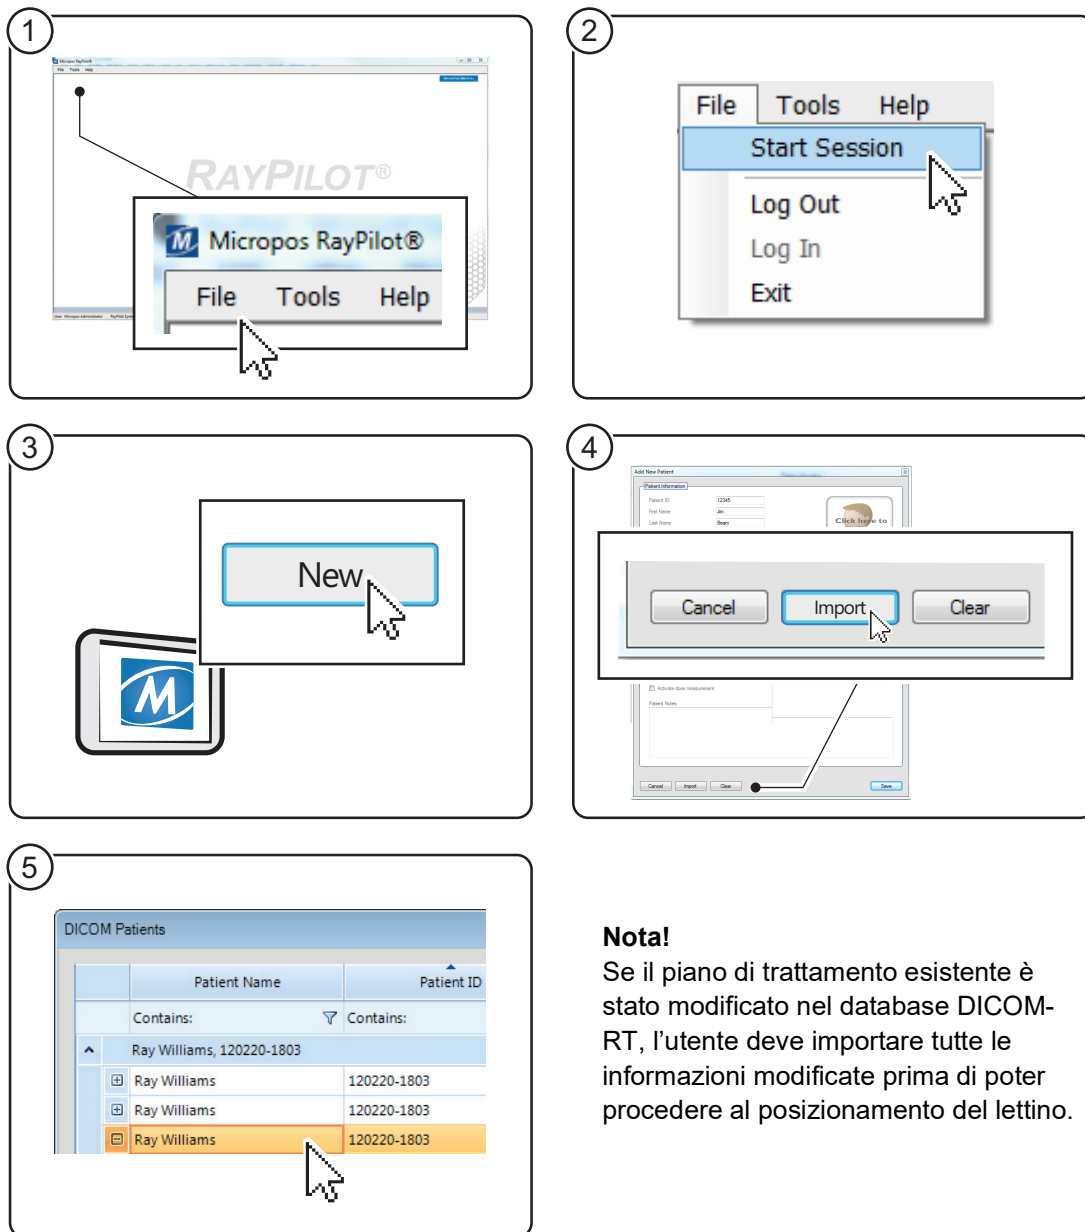 1
Micropos RayPilot®
File Tools Help
RAYPILOT®
Micropos RayPilot®
File Tools Help
2
File Tools Help
Start Session
Log Out
Log In
Exit
3
New
M
4
Add New Patient
Patient Information
Patient ID 12345
First Name Jim
Last Name Beam
Click here to
Cancel Import Clear
Activate dose measurement
Patient Notes
Cancel Import Clear Save
5
DICOM Patients
Patient Name Patient ID
Contains: Contains:
Ray Williams, 120220-1803
Ray Williams 120220-1803
Ray Williams 120220-1803
Ray Williams 120220-1803
Nota!
Se il piano di trattamento esistente è
stato modificato nel database DICOM-
RT, l’utente deve importare tutte le
informazioni modificate prima di poter
procedere al posizionamento del lettino.